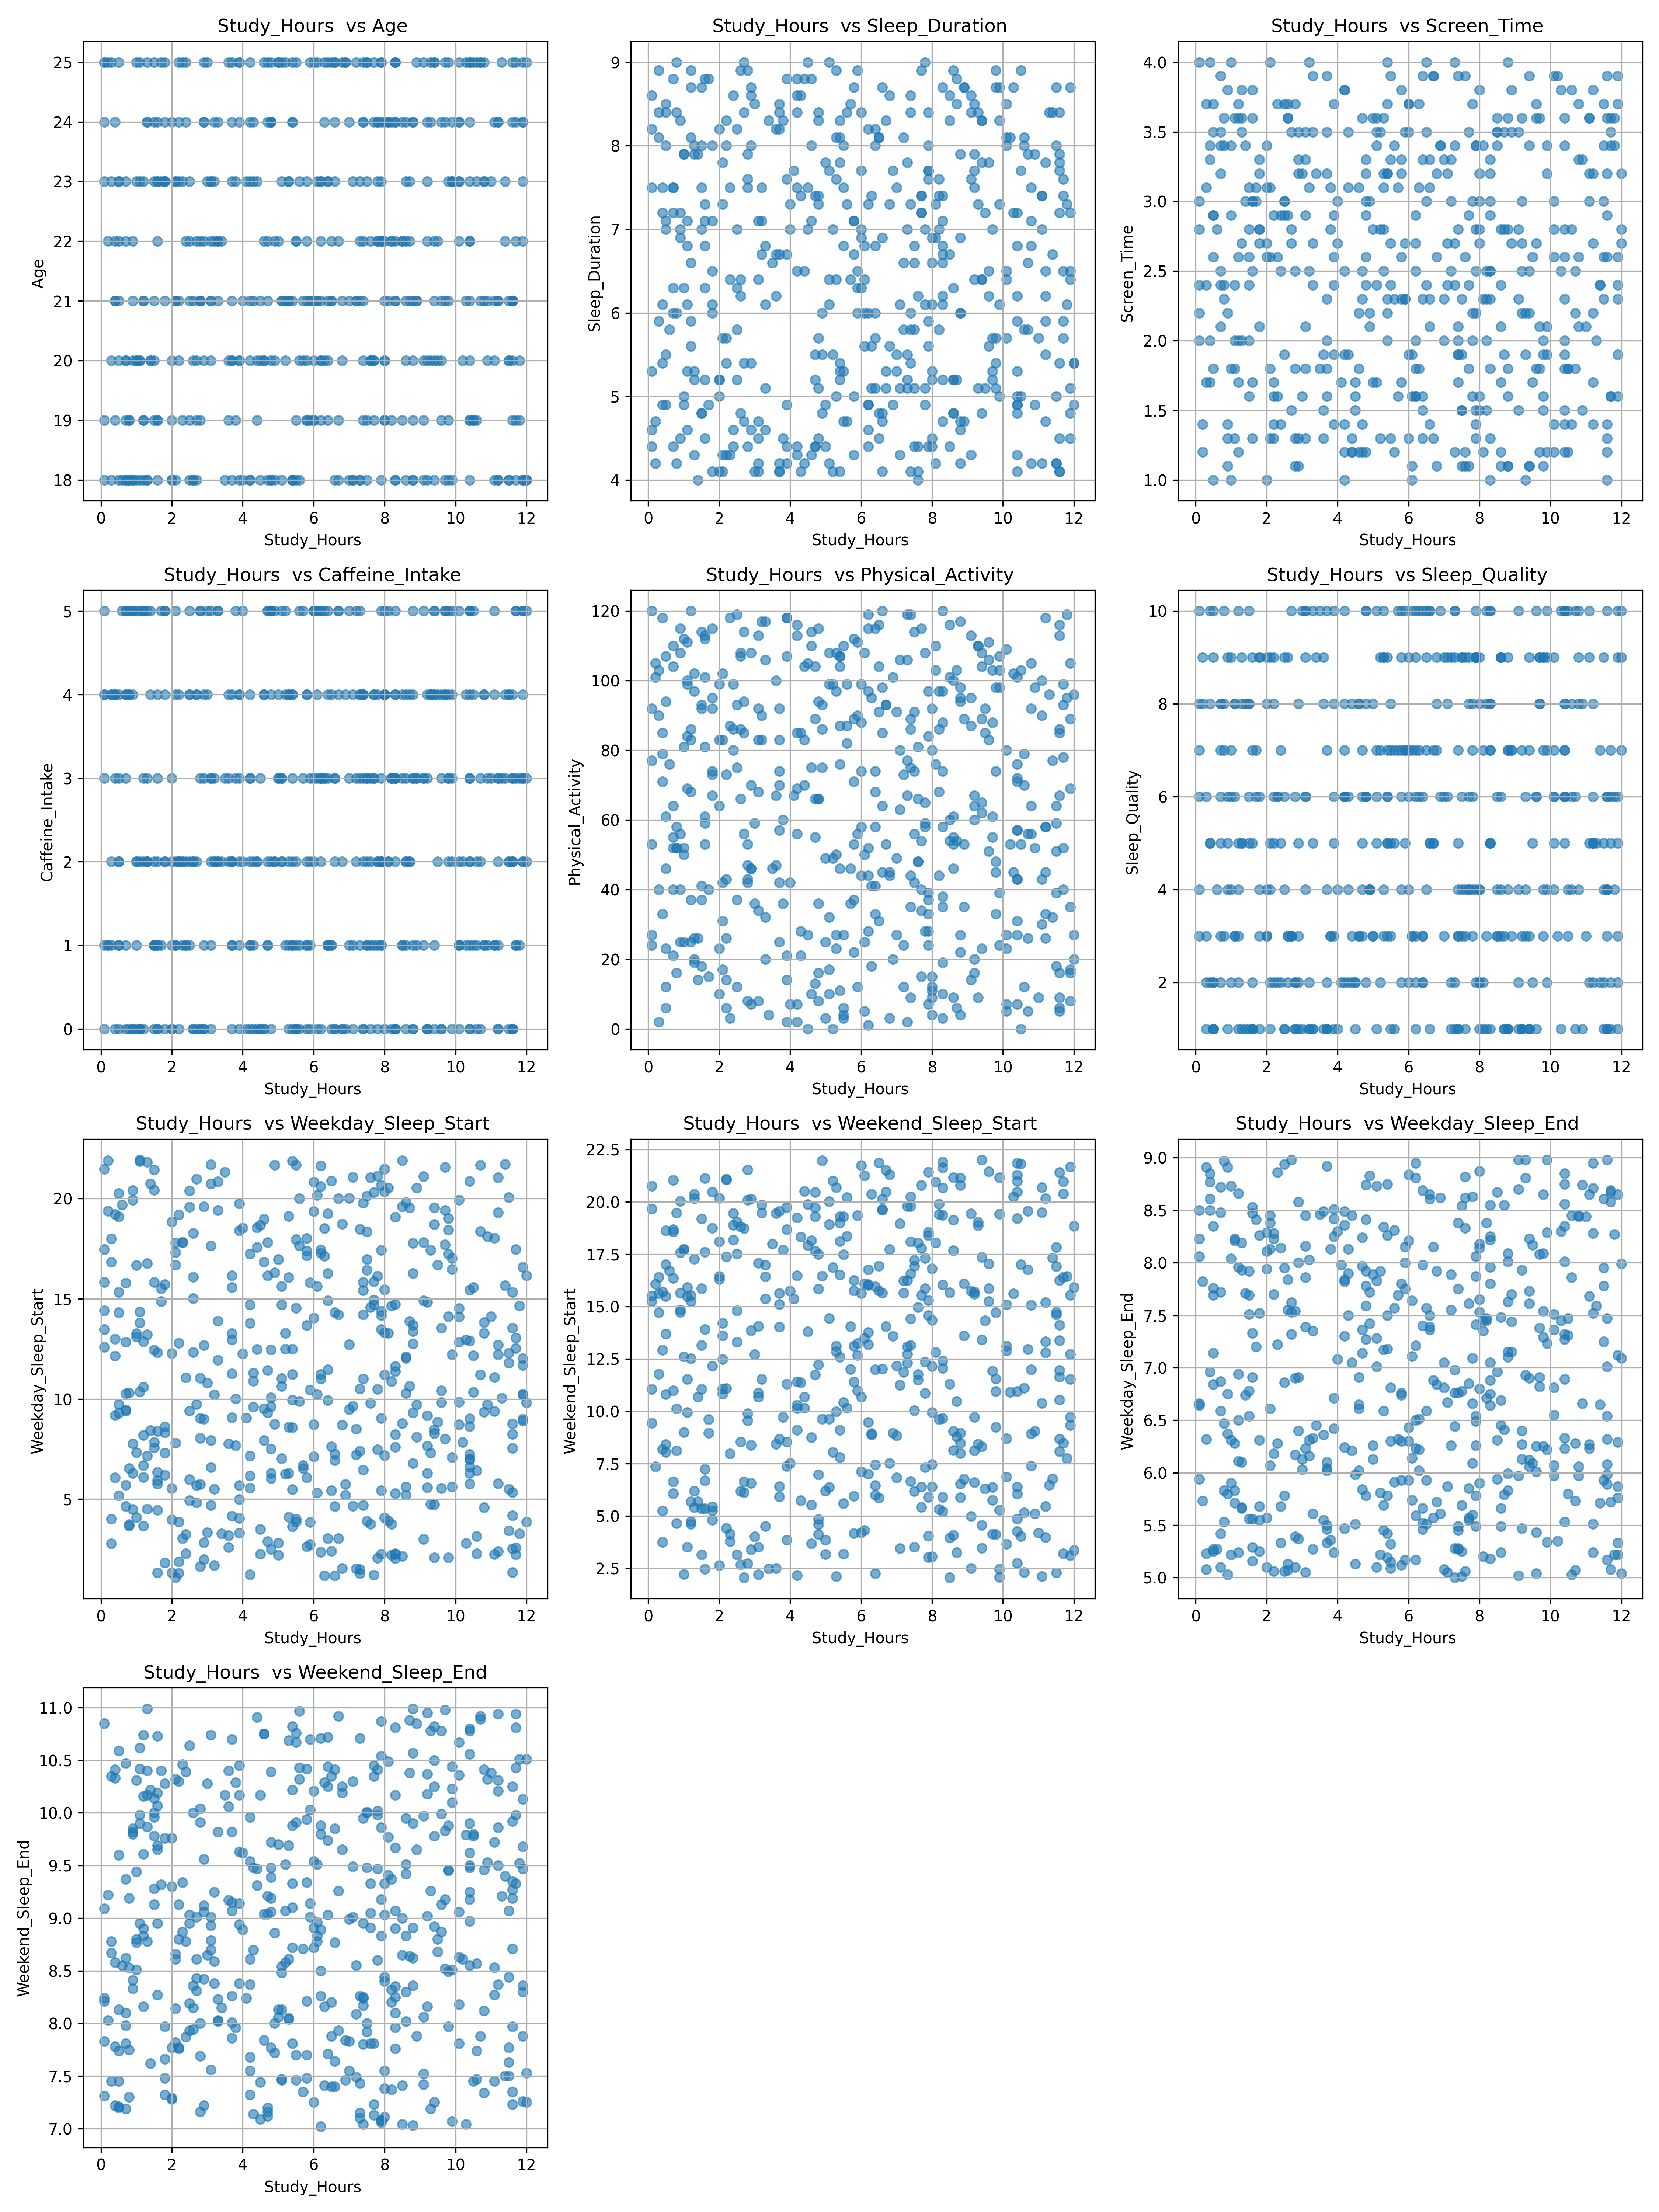 Study_Hours  vs Age
25
24
23
22
21
20
19
18
Age
0 2 4 6 8 10 12
Study_Hours
Study_Hours  vs Sleep_Duration
9
8
7
6
5
4
Sleep_Duration
0 2 4 6 8 10 12
Study_Hours
Study_Hours  vs Screen_Time
4.0
3.5
3.0
2.5
2.0
1.5
1.0
Screen_Time
0 2 4 6 8 10 12
Study_Hours
Study_Hours  vs Caffeine_Intake
5
4
3
2
1
0
Caffeine_Intake
0 2 4 6 8 10 12
Study_Hours
Study_Hours  vs Physical_Activity
120
100
80
60
40
20
0
Physical_Activity
0 2 4 6 8 10 12
Study_Hours
Study_Hours  vs Sleep_Quality
10
8
6
4
2
Sleep_Quality
0 2 4 6 8 10 12
Study_Hours
Study_Hours  vs Weekday_Sleep_Start
20
15
10
5
Weekday_Sleep_Start
0 2 4 6 8 10 12
Study_Hours
Study_Hours  vs Weekend_Sleep_Start
22.5
20.0
17.5
15.0
12.5
10.0
7.5
5.0
2.5
Weekend_Sleep_Start
0 2 4 6 8 10 12
Study_Hours
Study_Hours  vs Weekday_Sleep_End
9.0
8.5
8.0
7.5
7.0
6.5
6.0
5.5
5.0
Weekday_Sleep_End
0 2 4 6 8 10 12
Study_Hours
Study_Hours  vs Weekend_Sleep_End
11.0
10.5
10.0
9.5
9.0
8.5
8.0
7.5
7.0
Weekend_Sleep_End
0 2 4 6 8 10 12
Study_Hours